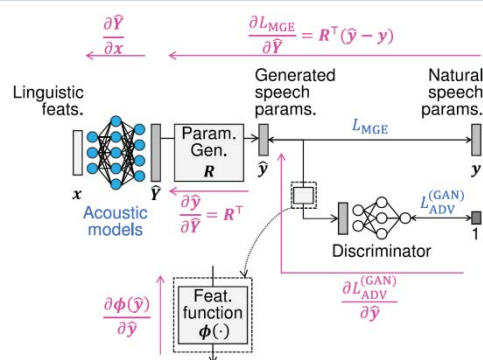 ∂Ŷ/∂x
∂L_MGE/∂Ŷ = R^⊤(ŷ − y)
Linguistic feats.
Generated speech params.
Natural speech params.
Param. Gen. R
L_MGE
x
Ŷ
ŷ
y
Acoustic models
∂ŷ/∂Ŷ = R^⊤
L_ADV^(GAN)
1
Discriminator
∂ϕ(ŷ)/∂ŷ
Feat. function ϕ(·)
∂L_ADV^(GAN)/∂ŷ